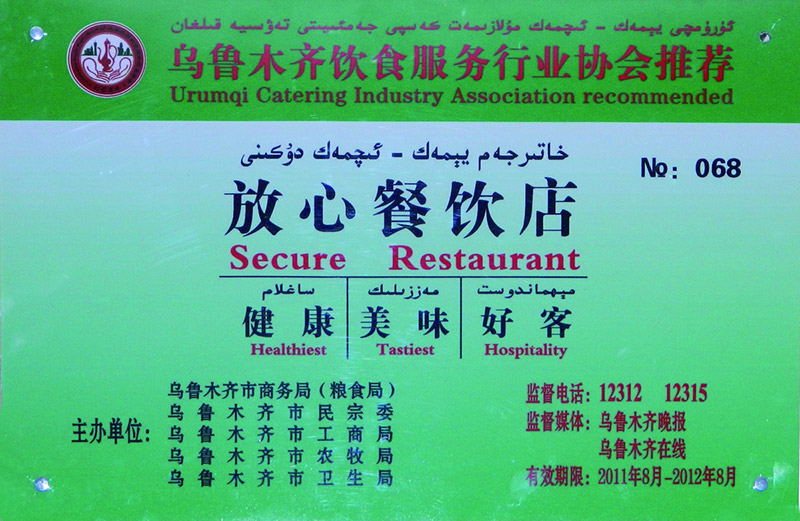 ئۈرۈمچى يېمەك - ئىچمەك مۇلازىمەت كەسپى جەمئىيىتى تەۋسىيە قىلغان
乌鲁木齐饮食服务行业协会推荐
Urumqi Catering Industry Association recommended
خاتىرجەم يېمەك - ئىچمەك دۇكىنى
№: 068
放心餐饮店
Secure Restaurant
ساغلام مەززىلىك مېھماندوست
健康 美味 好客
Healthiest Tastiest Hospitality
主办单位:
乌鲁木齐市商务局(粮食局)
乌鲁木齐市民宗委
乌鲁木齐市工商局
乌鲁木齐市农牧局
乌鲁木齐市卫生局
监督电话: 12312 12315
监督媒体: 乌鲁木齐晚报
乌鲁木齐在线
有效期限: 2011年8月-2012年8月